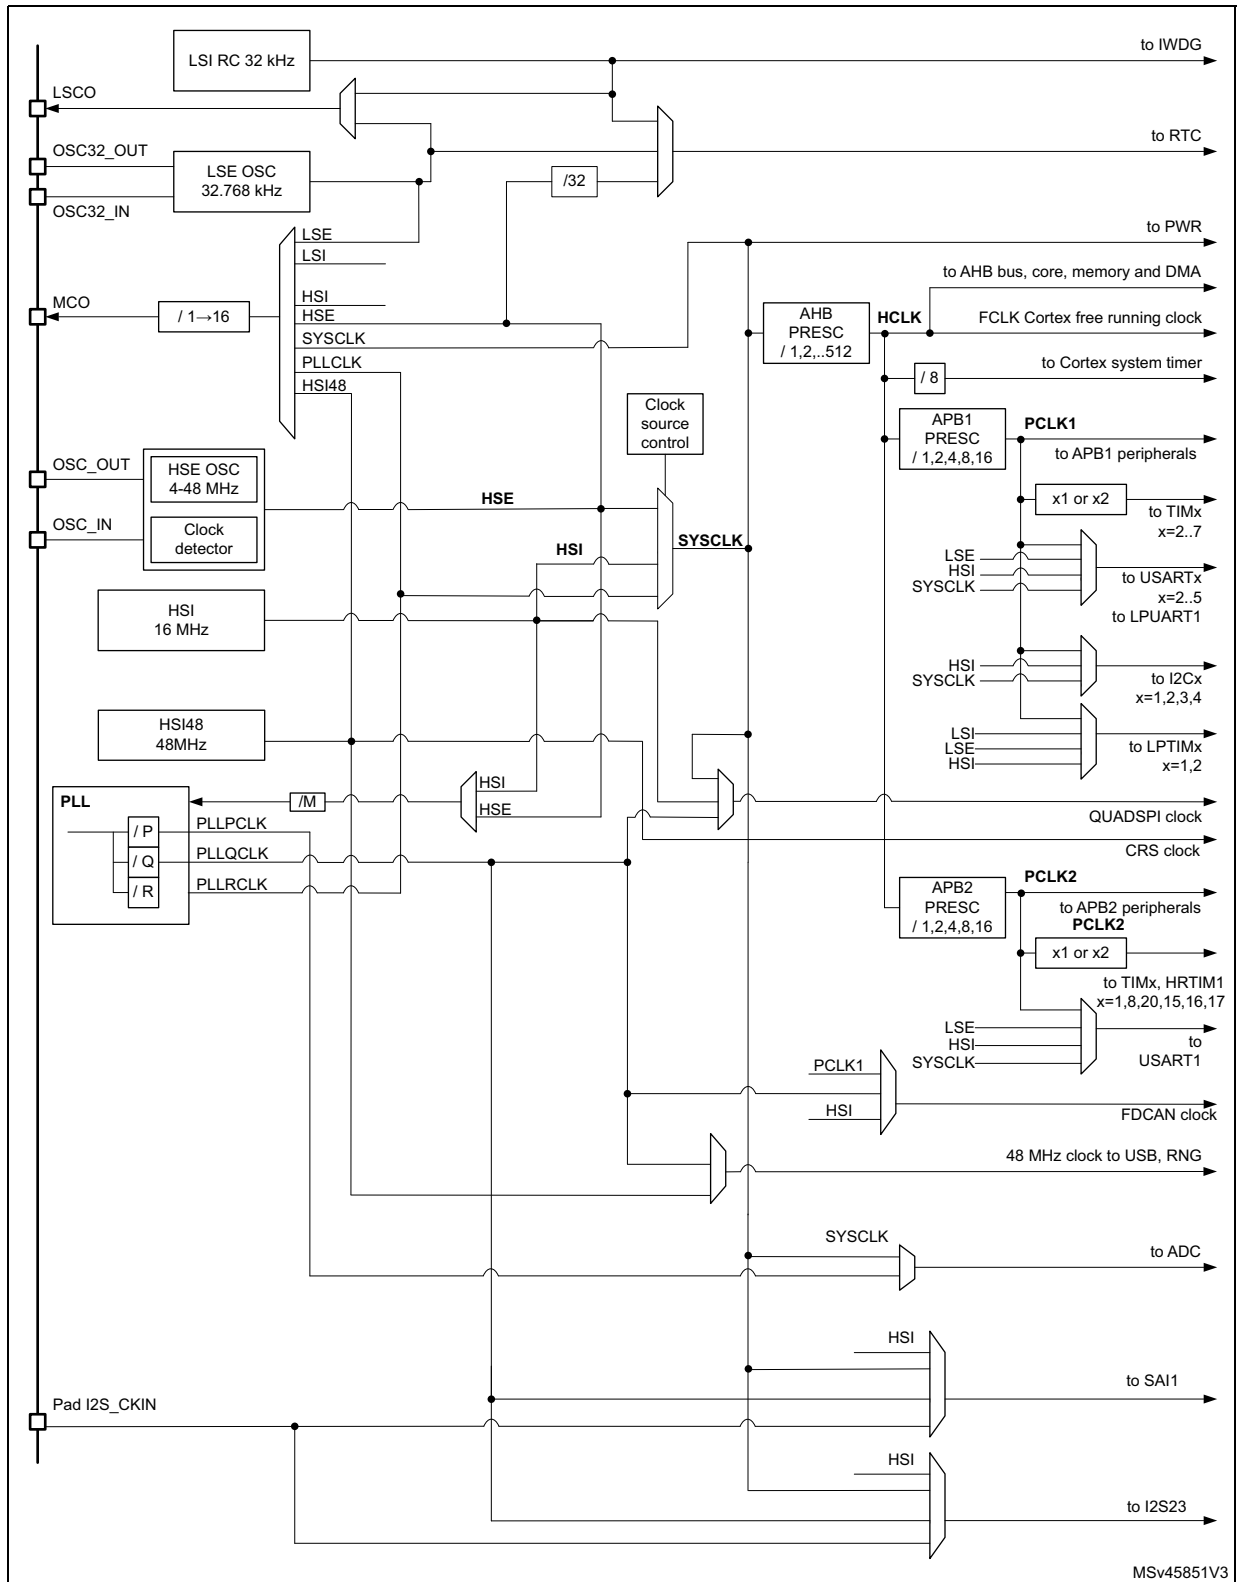 LSI RC 32 kHz
to IWDG
LSCO
to RTC
OSC32_OUT
LSE OSC
32.768 kHz
/32
OSC32_IN
to PWR
LSE
LSI
to AHB bus, core, memory and DMA
MCO
/ 1→16
HSI
HSE
SYSCLK
PLLCLK
HSI48
AHB
PRESC
/ 1,2,..512
HCLK
FCLK Cortex free running clock
/ 8
to Cortex system timer
Clock
source
control
APB1
PRESC
/ 1,2,4,8,16
PCLK1
to APB1 peripherals
OSC_OUT
HSE OSC
4-48 MHz
OSC_IN
Clock
detector
HSE
x1 or x2
to TIMx
x=2..7
HSI
SYSCLK
LSE
HSI
SYSCLK
to USARTx
x=2..5
to LPUART1
HSI
16 MHz
HSI
SYSCLK
to I2Cx
x=1,2,3,4
HSI48
48MHz
LSI
LSE
HSI
to LPTIMx
x=1,2
PLL
/M
HSI
HSE
QUADSPI clock
/ P
PLLPCLK
/ Q
PLLQCLK
/ R
PLLRCLK
CRS clock
APB2
PRESC
/ 1,2,4,8,16
PCLK2
to APB2 peripherals
PCLK2
x1 or x2
to TIMx, HRTIM1
x=1,8,20,15,16,17
LSE
HSI
SYSCLK
to
USART1
PCLK1
HSI
FDCAN clock
48 MHz clock to USB, RNG
SYSCLK
to ADC
HSI
to SAI1
Pad I2S_CKIN
HSI
to I2S23
MSv45851V3